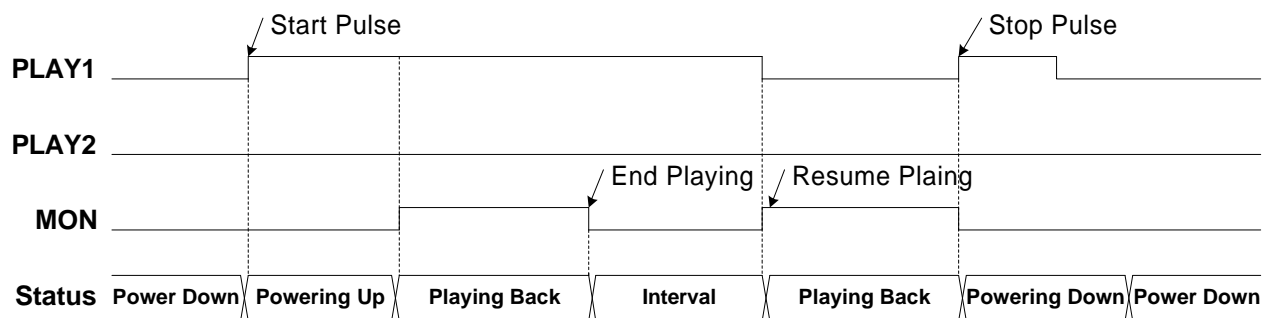 Start Pulse
Stop Pulse
PLAY1
PLAY2
End Playing
Resume Plaing
MON
Status
Power Down
Powering Up
Playing Back
Interval
Playing Back
Powering Down
Power Down